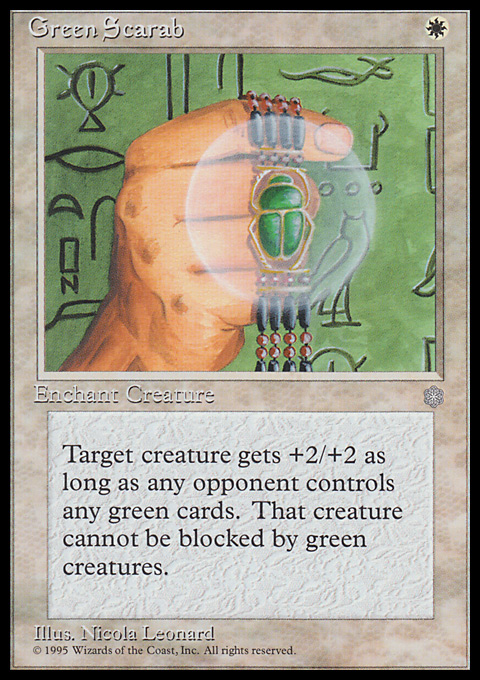 Green Scarab
Enchant Creature
Target creature gets +2/+2 as
long as any opponent controls
any green cards. That creature
cannot be blocked by green
creatures.
Illus. Nicola Leonard
© 1995 Wizards of the Coast, Inc. All rights reserved.